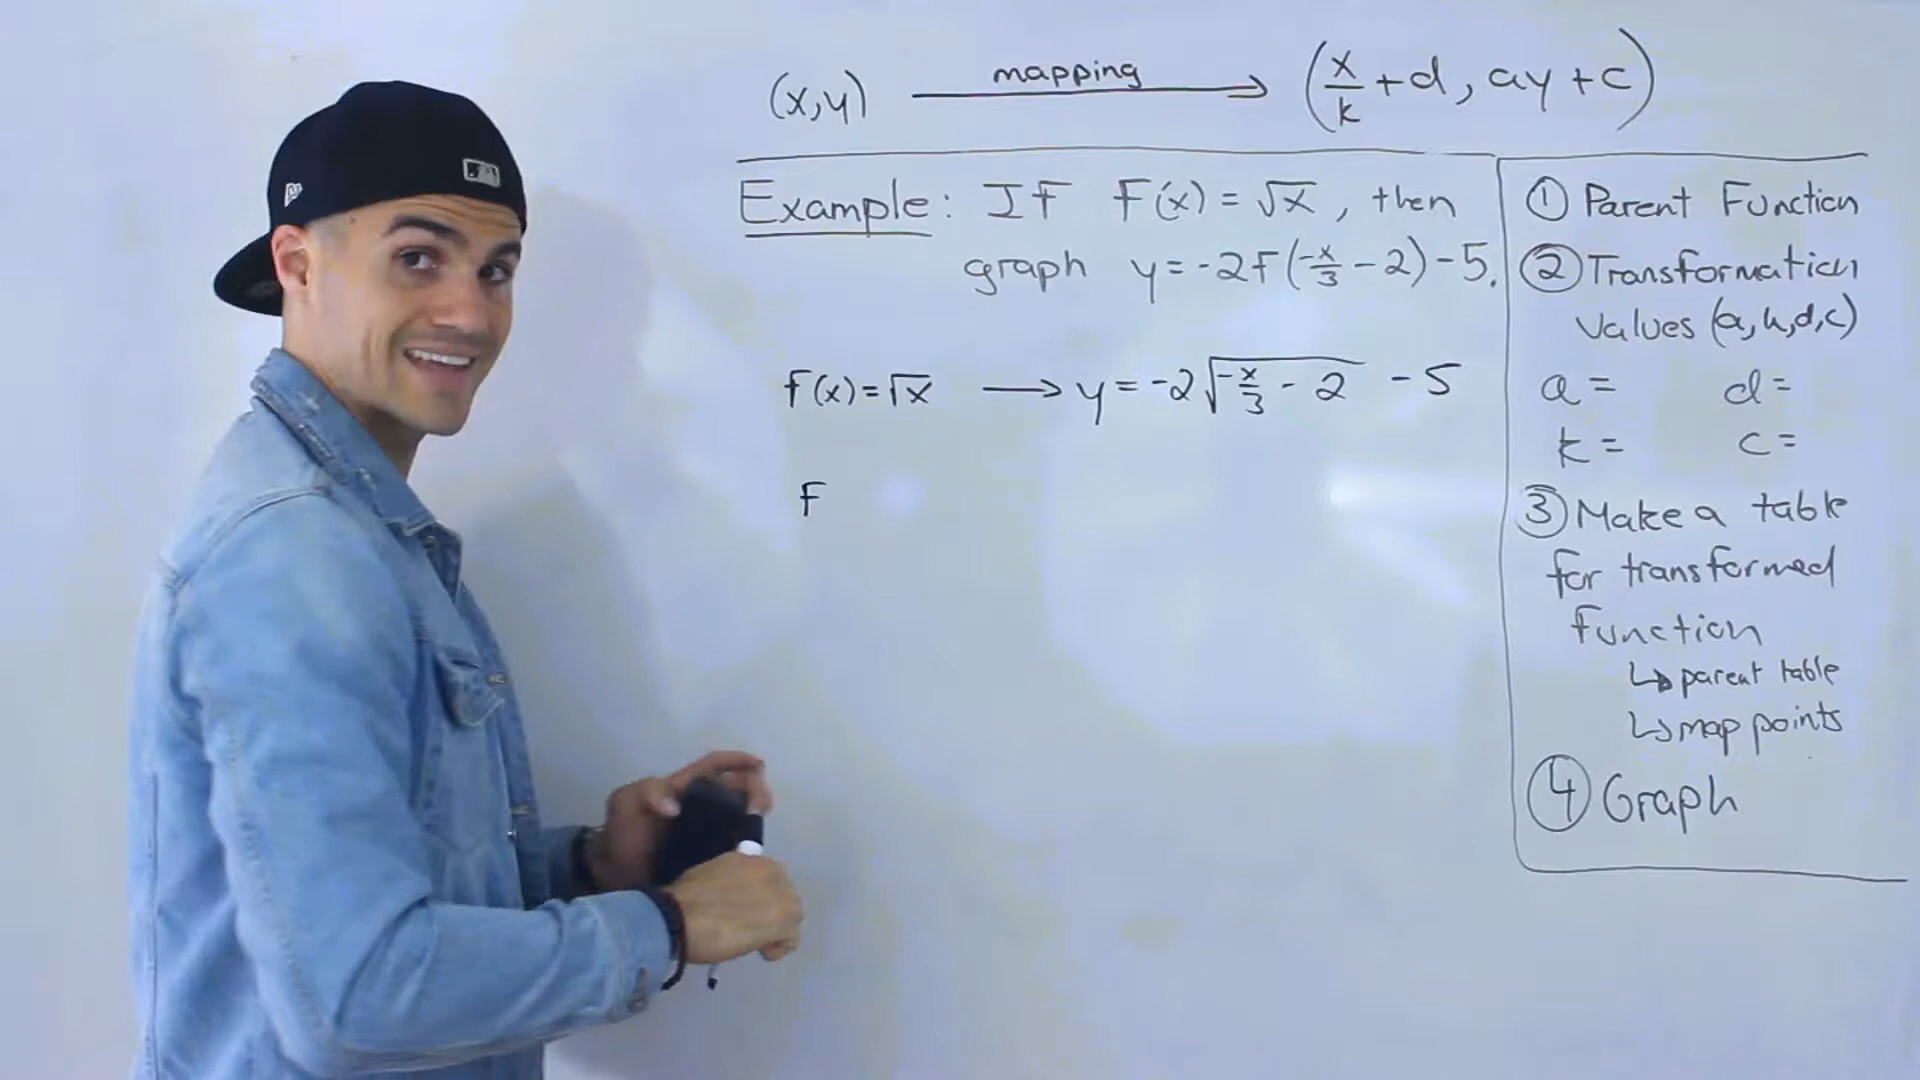 (x,y) mapping → (x/k + d, ay + c)
Example: If F(x) = √x, then
graph y = -2f(-x/3 - 2) - 5.
f(x) = √x → y = -2√(-x/3 - 2) - 5
F
① Parent Function
② Transformation
Values (a,k,d,c)
a= d=
k= c=
③ Make a table
for transformed
function
↳ parent table
↳ map points
④ Graph